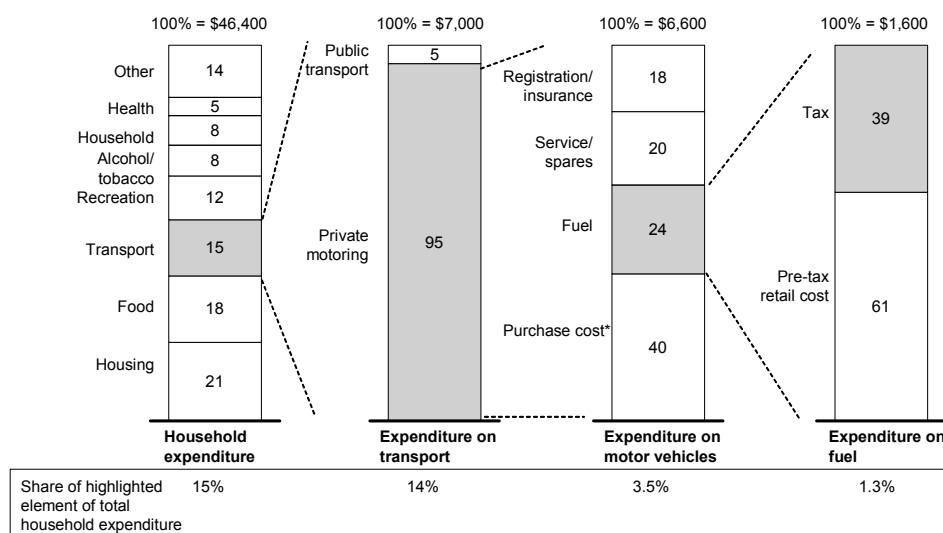 100% = $46,400
Other
14
Health
5
Household
8
Alcohol/
tobacco
8
Recreation
12
Transport
15
Food
18
Housing
21
Household
expenditure
100% = $7,000
Public
transport
5
Private
motoring
95
Expenditure on
transport
100% = $6,600
Registration/
insurance
18
Service/
spares
20
Fuel
24
Purchase cost*
40
Expenditure on
motor vehicles
100% = $1,600
Tax
39
Pre-tax
retail cost
61
Expenditure on
fuel
Share of highlighted
element of total
household expenditure
15%
14%
3.5%
1.3%